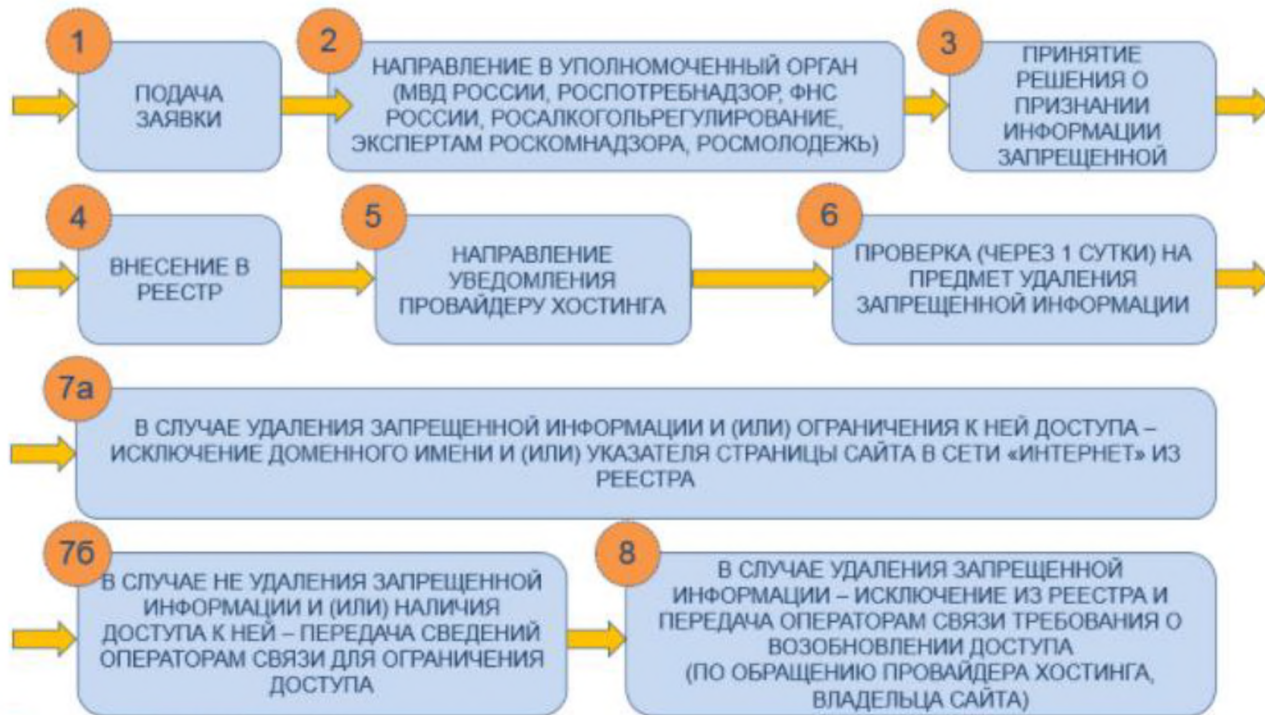 1
ПОДАЧА
ЗАЯВКИ
2
НАПРАВЛЕНИЕ В УПОЛНОМОЧЕННЫЙ ОРГАН
(МВД РОССИИ, РОСПОТРЕБНАДЗОР, ФНС
РОССИИ, РОСАЛКОГОЛЬРЕГУЛИРОВАНИЕ,
ЭКСПЕРТАМ РОСКОМНАДЗОРА, РОСМОЛОДЕЖЬ)
3
ПРИНЯТИЕ
РЕШЕНИЯ О
ПРИЗНАНИИ
ИНФОРМАЦИИ
ЗАПРЕЩЕННОЙ
4
ВНЕСЕНИЕ В
РЕЕСТР
5
НАПРАВЛЕНИЕ
УВЕДОМЛЕНИЯ
ПРОВАЙДЕРУ ХОСТИНГА
6
ПРОВЕРКА (ЧЕРЕЗ 1 СУТКИ) НА
ПРЕДМЕТ УДАЛЕНИЯ
ЗАПРЕЩЕННОЙ ИНФОРМАЦИИ
7а
В СЛУЧАЕ УДАЛЕНИЯ ЗАПРЕЩЕННОЙ ИНФОРМАЦИИ И (ИЛИ) ОГРАНИЧЕНИЯ К НЕЙ ДОСТУПА –
ИСКЛЮЧЕНИЕ ДОМЕННОГО ИМЕНИ И (ИЛИ) УКАЗАТЕЛЯ СТРАНИЦЫ САЙТА В СЕТИ «ИНТЕРНЕТ» ИЗ
РЕЕСТРА
7б
В СЛУЧАЕ НЕ УДАЛЕНИЯ ЗАПРЕЩЕННОЙ
ИНФОРМАЦИИ И (ИЛИ) НАЛИЧИЯ
ДОСТУПА К НЕЙ – ПЕРЕДАЧА СВЕДЕНИЙ
ОПЕРАТОРАМ СВЯЗИ ДЛЯ ОГРАНИЧЕНИЯ
ДОСТУПА
8
В СЛУЧАЕ УДАЛЕНИЯ ЗАПРЕЩЕННОЙ
ИНФОРМАЦИИ – ИСКЛЮЧЕНИЕ ИЗ РЕЕСТРА И
ПЕРЕДАЧА ОПЕРАТОРАМ СВЯЗИ ТРЕБОВАНИЯ О
ВОЗОБНОВЛЕНИИ ДОСТУПА
(ПО ОБРАЩЕНИЮ ПРОВАЙДЕРА ХОСТИНГА,
ВЛАДЕЛЬЦА САЙТА)